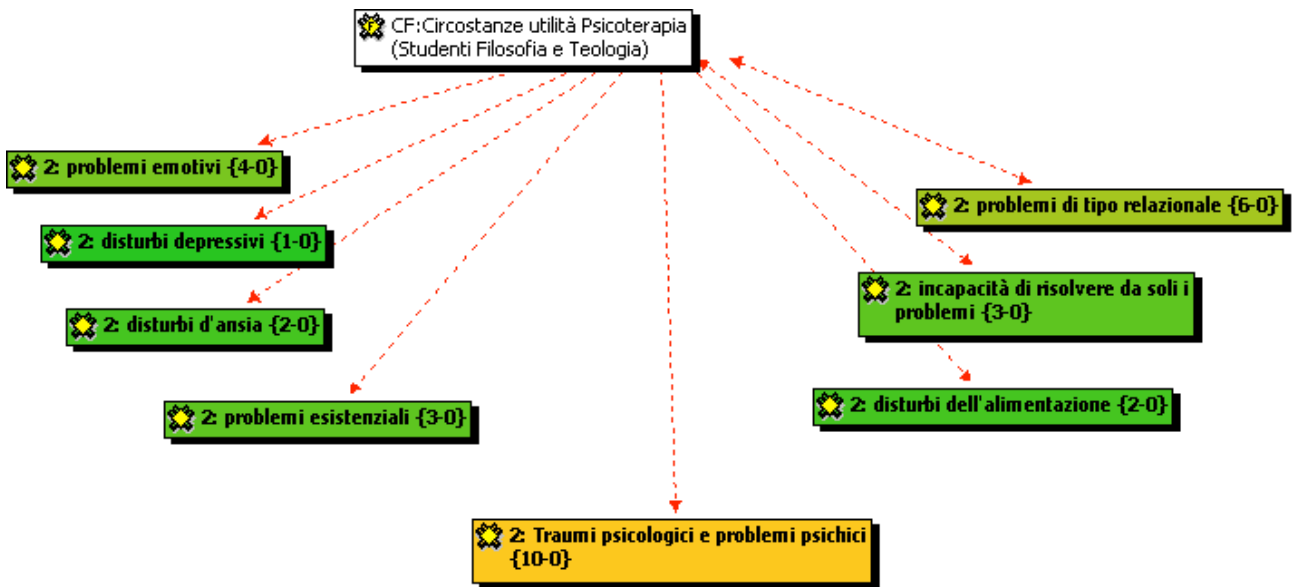 CF:Circostanze utilità Psicoterapia
(Studenti Filosofia e Teologia)
2: problemi emotivi {4-0}
2: problemi di tipo relazionale {6-0}
2: disturbi depressivi {1-0}
2: incapacità di risolvere da soli i
problemi {3-0}
2: disturbi d'ansia {2-0}
2: disturbi dell'alimentazione {2-0}
2: problemi esistenziali {3-0}
2: Traumi psicologici e problemi psichici
{10-0}